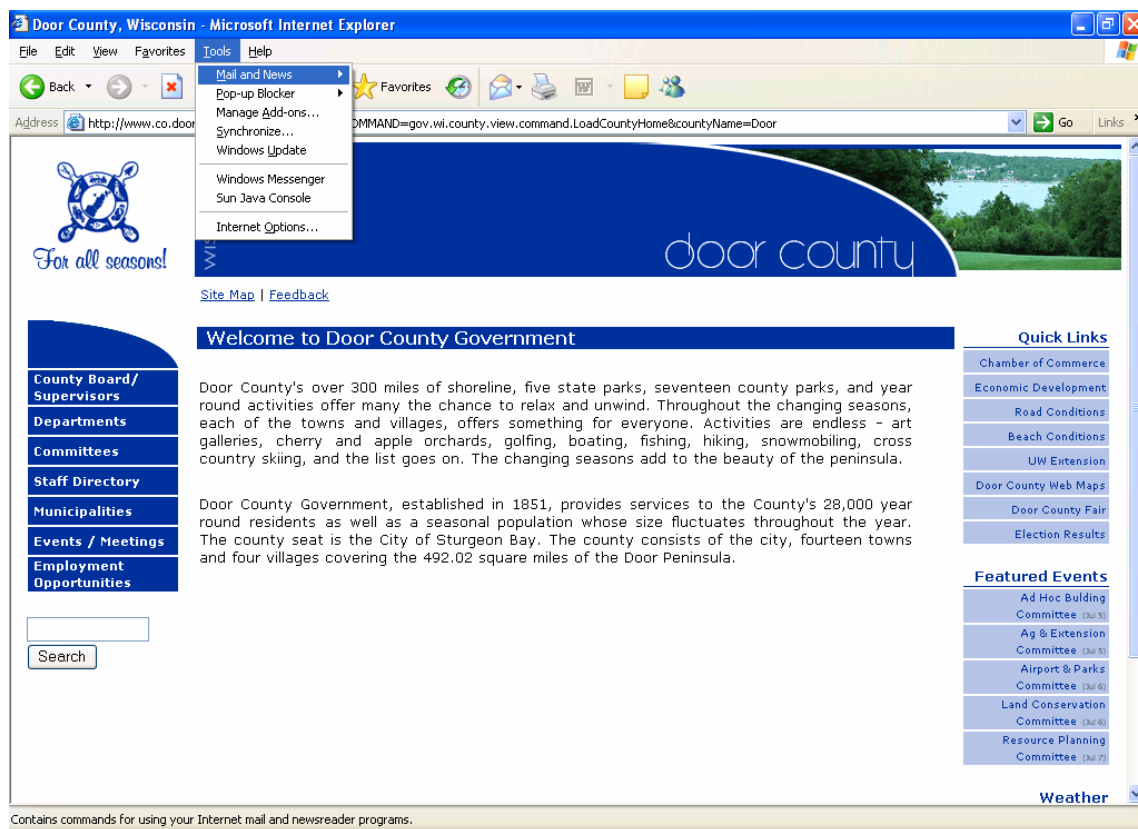 Door County, Wisconsin - Microsoft Internet Explorer
File Edit View Favorites Tools Help
Back Favorites
Mail and News
Pop-up Blocker
Manage Add-ons...
Synchronize...
Windows Update
Windows Messenger
Sun Java Console
Internet Options...
Address http://www.co.door OMMAND=gov.wi.county.view.command.LoadCountyHome&countyName=Door Go Links
For all seasons!
WIS
door county
Site Map | Feedback
Welcome to Door County Government
County Board/
Supervisors
Departments
Committees
Staff Directory
Municipalities
Events / Meetings
Employment
Opportunities
Search
Door County's over 300 miles of shoreline, five state parks, seventeen county parks, and year
round activities offer many the chance to relax and unwind. Throughout the changing seasons,
each of the towns and villages, offers something for everyone. Activities are endless - art
galleries, cherry and apple orchards, golfing, boating, fishing, hiking, snowmobiling, cross
country skiing, and the list goes on. The changing seasons add to the beauty of the peninsula.
Door County Government, established in 1851, provides services to the County's 28,000 year
round residents as well as a seasonal population whose size fluctuates throughout the year.
The county seat is the City of Sturgeon Bay. The county consists of the city, fourteen towns
and four villages covering the 492.02 square miles of the Door Peninsula.
Quick Links
Chamber of Commerce
Economic Development
Road Conditions
Beach Conditions
UW Extension
Door County Web Maps
Door County Fair
Election Results
Featured Events
Ad Hoc Bulding
Committee (Jul 5)
Ag & Extension
Committee (Jul 5)
Airport & Parks
Committee (Jul 6)
Land Conservation
Committee (Jul 6)
Resource Planning
Committee (Jul 7)
Weather
Contains commands for using your Internet mail and newsreader programs.